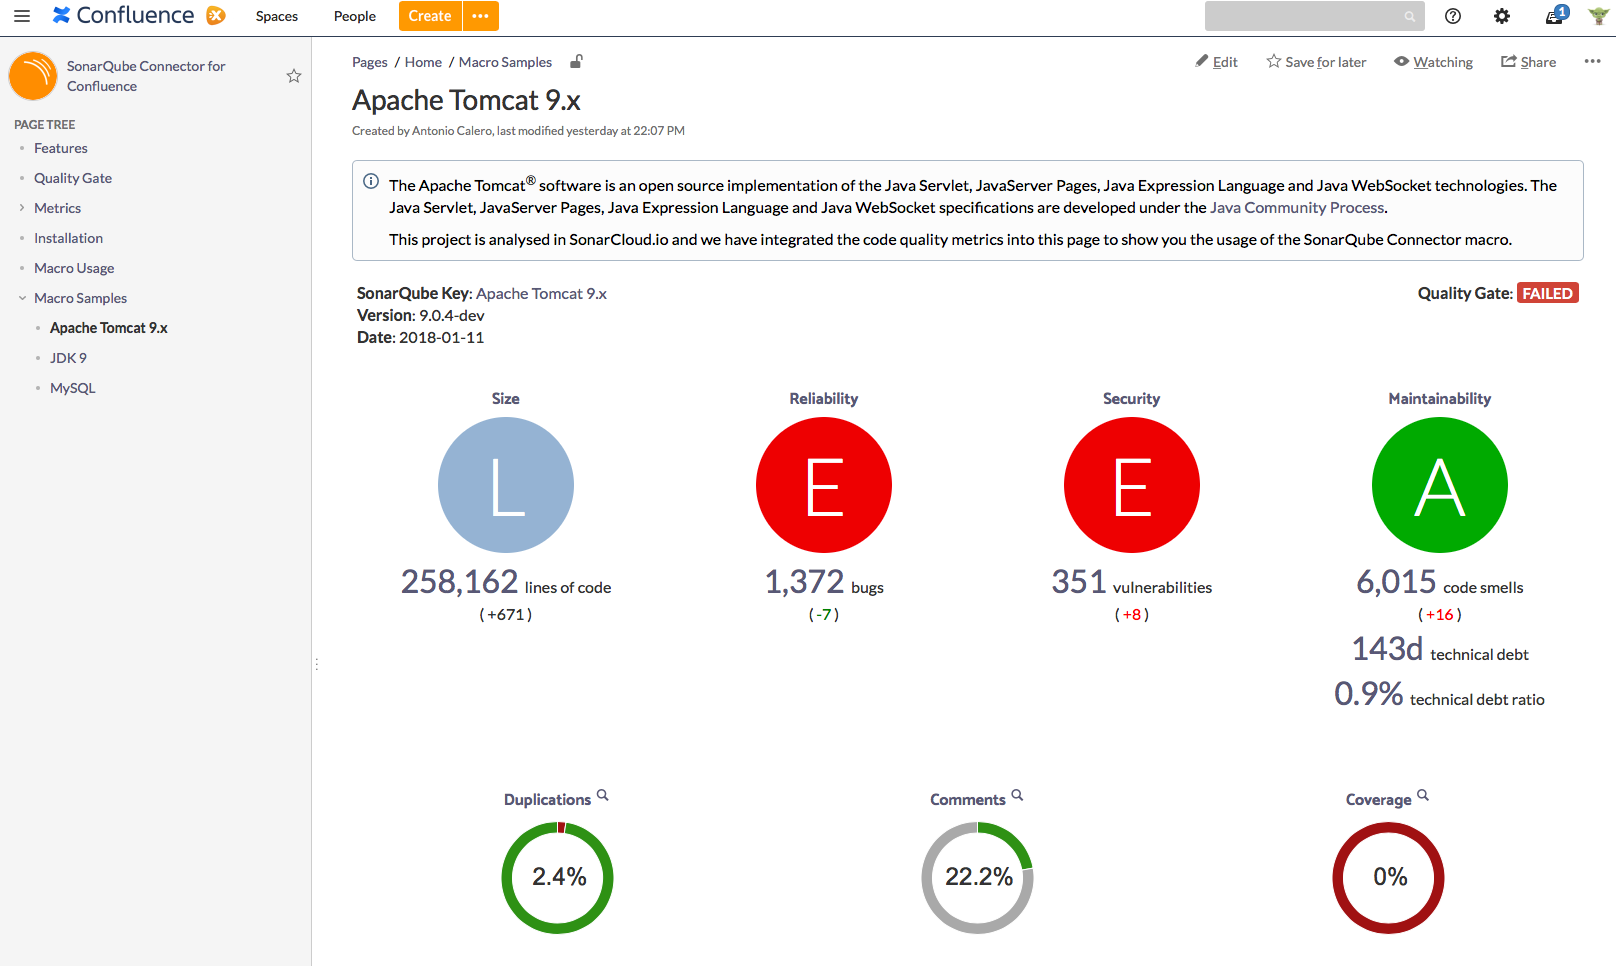 Confluence
Spaces
People
Create
1
SonarQube Connector for
Confluence
PAGE TREE
Features
Quality Gate
Metrics
Installation
Macro Usage
Macro Samples
Apache Tomcat 9.x
JDK 9
MySQL
Pages / Home / Macro Samples
Edit
Save for later
Watching
Share
Apache Tomcat 9.x
Created by Antonio Calero, last modified yesterday at 22:07 PM
The Apache Tomcat® software is an open source implementation of the Java Servlet, JavaServer Pages, Java Expression Language and Java WebSocket technologies. The
Java Servlet, JavaServer Pages, Java Expression Language and Java WebSocket specifications are developed under the Java Community Process.
This project is analysed in SonarCloud.io and we have integrated the code quality metrics into this page to show you the usage of the SonarQube Connector macro.
SonarQube Key: Apache Tomcat 9.x
Version: 9.0.4-dev
Date: 2018-01-11
Quality Gate: FAILED
Size
L
258,162 lines of code
( +671 )
Reliability
E
1,372 bugs
( -7 )
Security
E
351 vulnerabilities
( +8 )
Maintainability
A
6,015 code smells
( +16 )
143d technical debt
0.9% technical debt ratio
Duplications
2.4%
Comments
22.2%
Coverage
0%